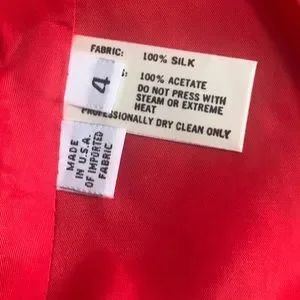 FABRIC: 100% SILK
: 100% ACETATE
DO NOT PRESS WITH
STEAM OR EXTREME
HEAT
PROFESSIONALLY DRY CLEAN ONLY
4
MADE
IN U.S.A.
OF IMPORTED
FABRIC